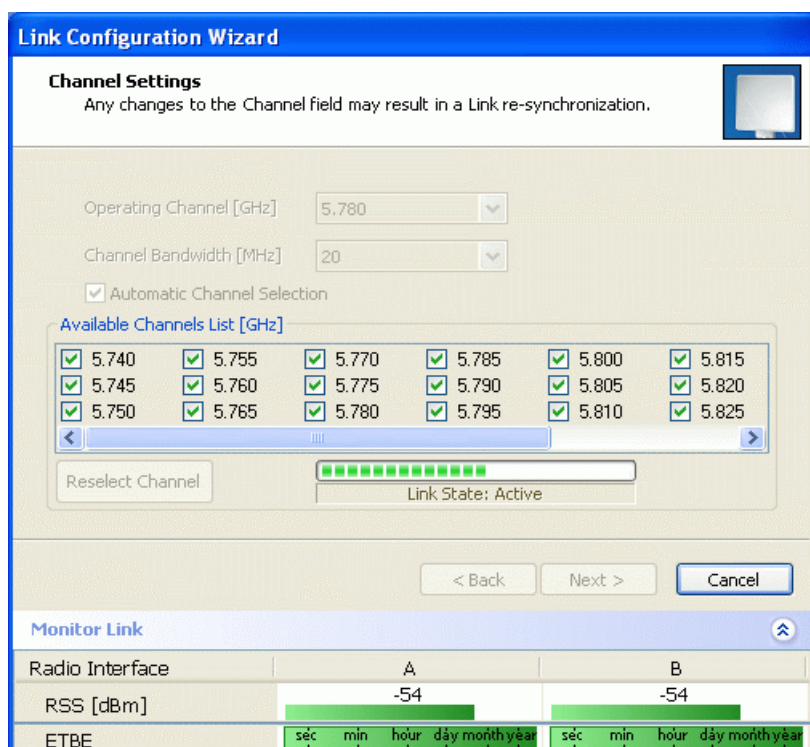 Link Configuration Wizard
Channel Settings
Any changes to the Channel field may result in a Link re-synchronization.
Operating Channel [GHz] 5.780
Channel Bandwidth [MHz] 20
Automatic Channel Selection
Available Channels List [GHz]
5.740 5.755 5.770 5.785 5.800 5.815
5.745 5.760 5.775 5.790 5.805 5.820
5.750 5.765 5.780 5.795 5.810 5.825
Reselect Channel
Link State: Active
< Back Next > Cancel
Monitor Link
Radio Interface A B
RSS [dBm] -54 -54
ETBE sec min hour day month year sec min hour day month year